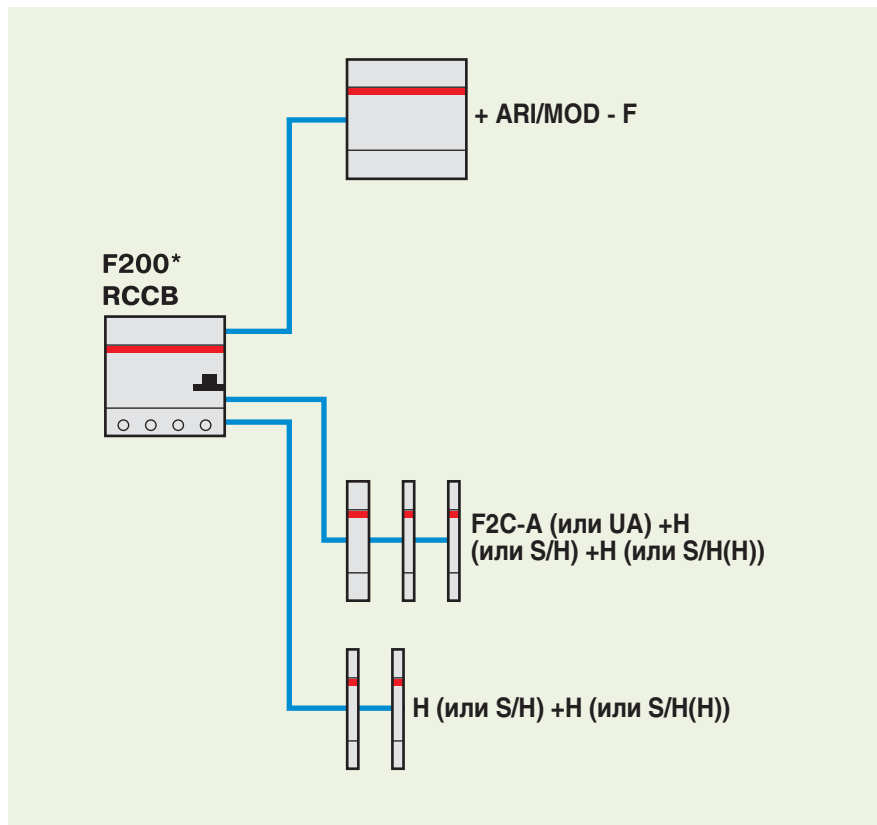 + ARI/MOD - F
F200*
RCCB
F2C-A (или UA) +H
(или S/H) +H (или S/H(H))
H (или S/H) +H (или S/H(H))